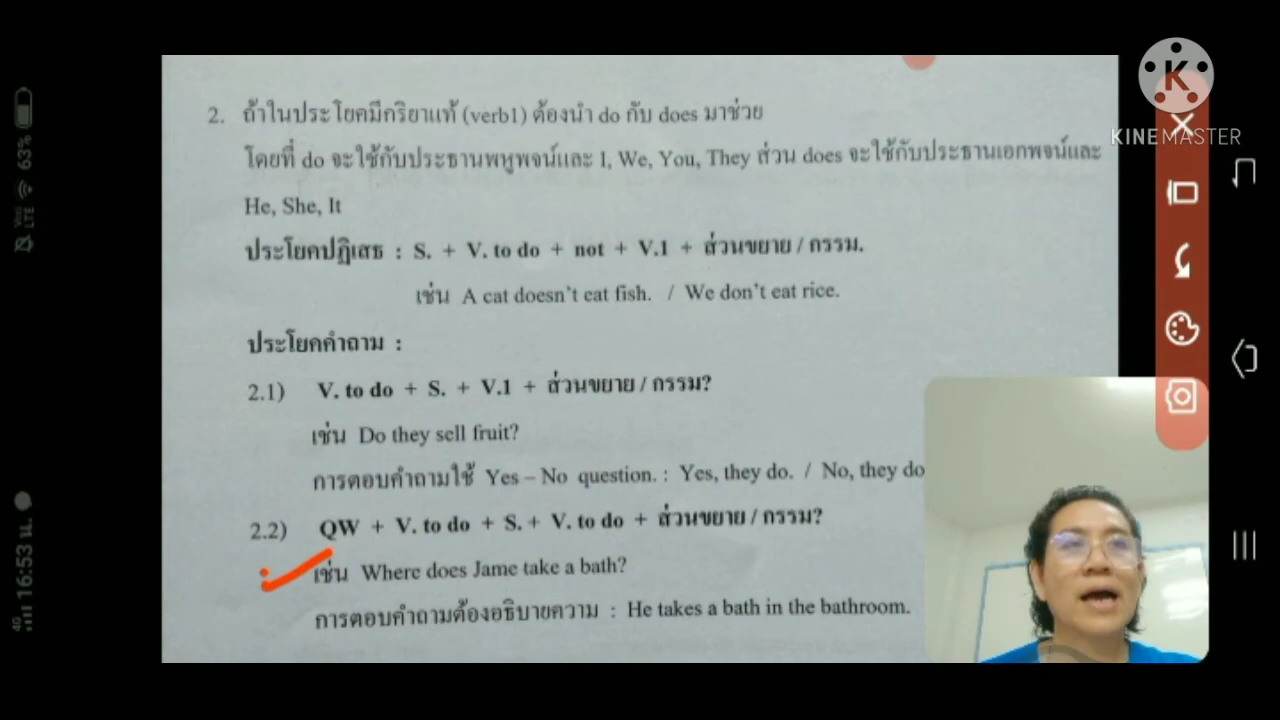 2. ถ้าในประโยคมีกริยาแท้ (verb1) ต้องนำ do กับ does มาช่วย
โดยที่ do จะใช้กับประธานพหูพจน์และ I, We, You, They ส่วน does จะใช้กับประธานเอกพจน์และ
He, She, It
ประโยคปฏิเสธ : S. + V. to do + not + V.1 + ส่วนขยาย / กรรม.
เช่น A cat doesn't eat fish. / We don't eat rice.
ประโยคคำถาม :
2.1) V. to do + S. + V.1 + ส่วนขยาย / กรรม?
เช่น Do they sell fruit?
การตอบคำถามใช้ Yes – No question. : Yes, they do. / No, they do
2.2) QW + V. to do + S. + V. to do + ส่วนขยาย / กรรม?
เช่น Where does Jame take a bath?
การตอบคำถามต้องอธิบายความ : He takes a bath in the bathroom.
K
KINEMASTER
63%
LTE
4G
16:53 น.